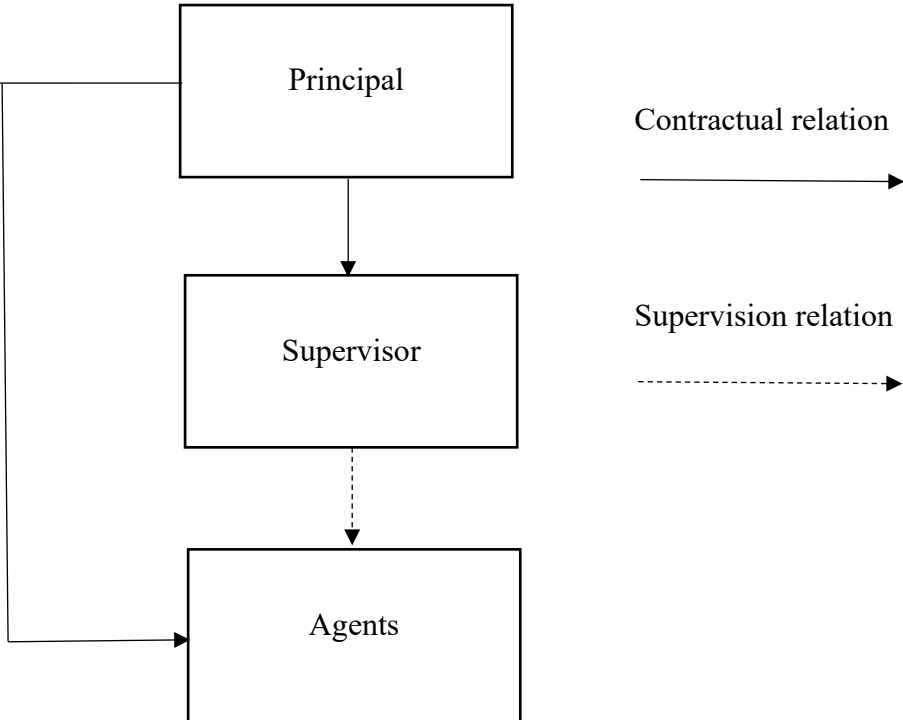 Principal
Contractual relation
Supervision relation
Supervisor
Agents